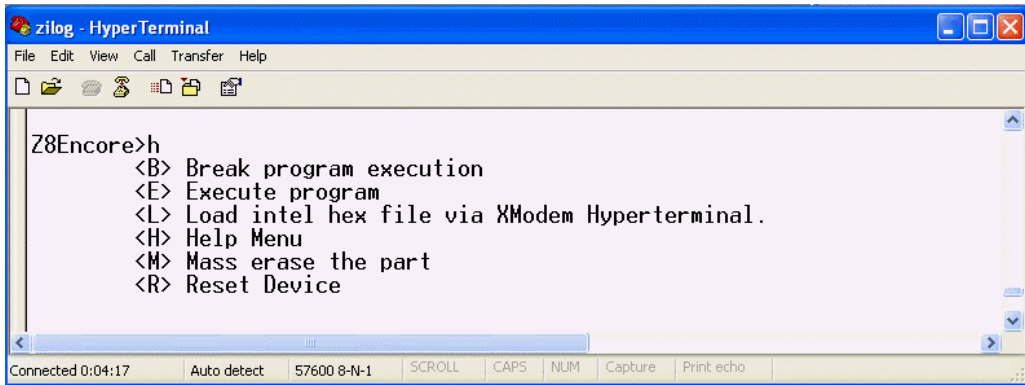 zilog - HyperTerminal
File Edit View Call Transfer Help
Z8Encore>h
<B> Break program execution
<E> Execute program
<L> Load intel hex file via XModem Hyperterminal.
<H> Help Menu
<M> Mass erase the part
<R> Reset Device
Connected 0:04:17 Auto detect 57600 8-N-1 SCROLL CAPS NUM Capture Print echo